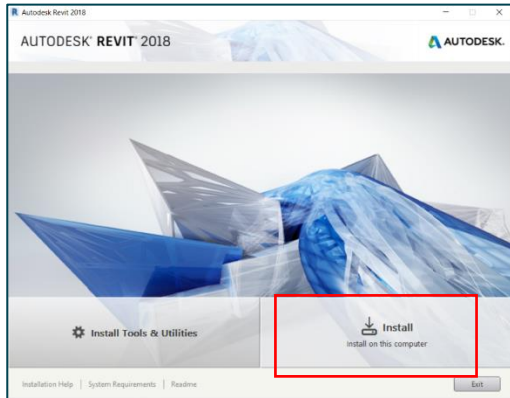 Autodesk Revit 2018
AUTODESK® REVIT® 2018
AUTODESK.
Install Tools & Utilities
Install
Install on this computer
Installation Help | System Requirements | Readme
Exit